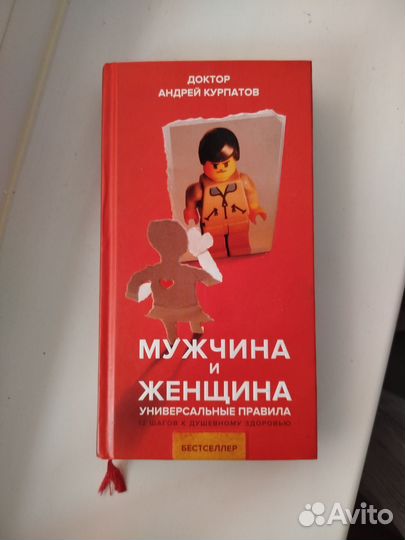 ДОКТОР
АНДРЕЙ КУРПАТОВ
МУЖЧИНА
И
ЖЕНЩИНА
УНИВЕРСАЛЬНЫЕ ПРАВИЛА
12 ШАГОВ К ДУШЕВНОМУ ЗДОРОВЬЮ
БЕСТСЕЛЛЕР
Avito